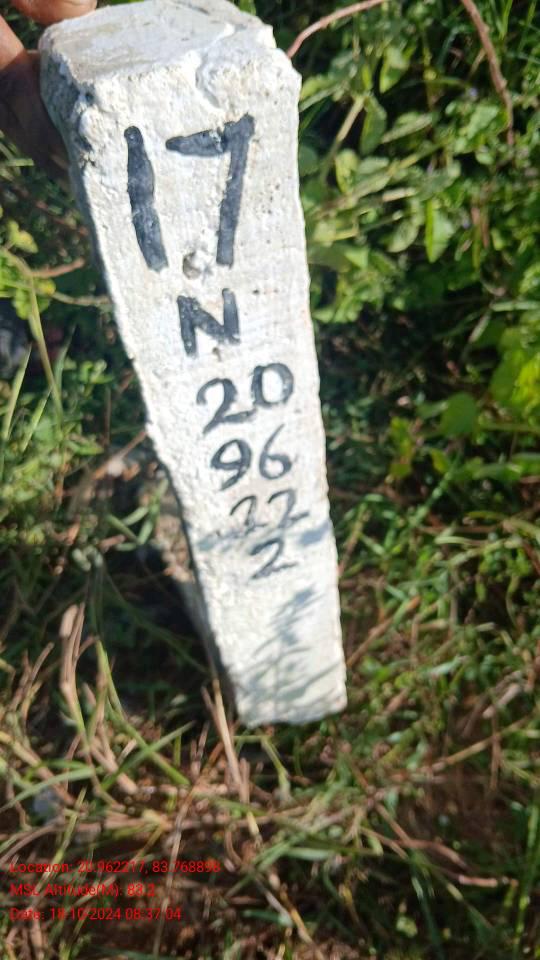 17
N
20
96
22
2
Location: 20.962217, 83.768898
MSL Altitude(M): 83.2
Date: 18-10-2024 08:37:04